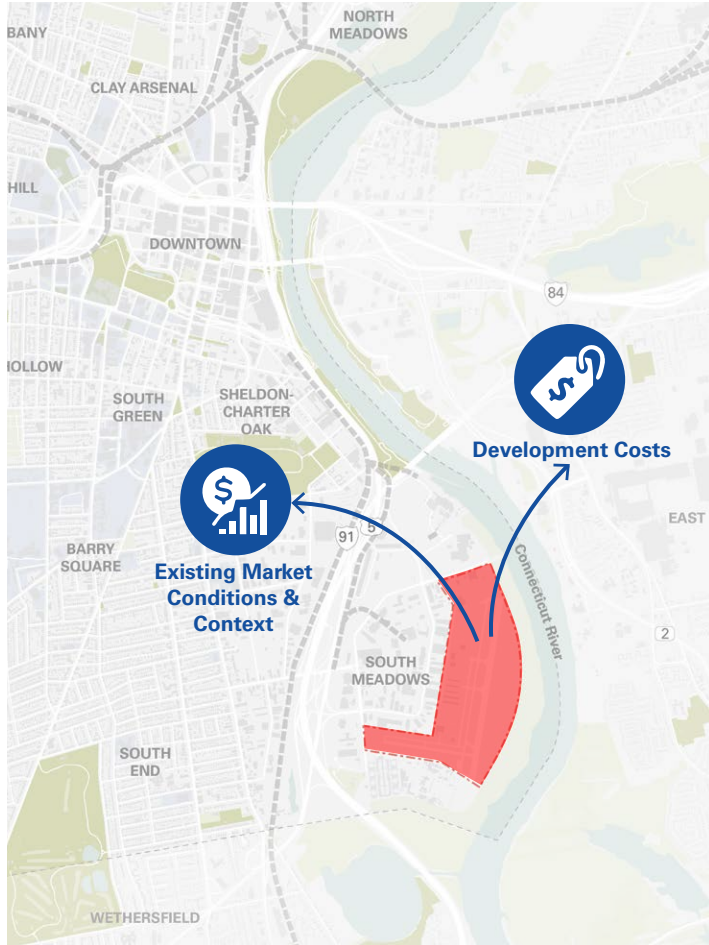 NORTH
MEADOWS
BANY
CLAY ARSENAL
HILL
DOWNTOWN
84
HOLLOW
SOUTH
GREEN
SHELDON-
CHARTER
OAK
$
Development Costs
$
91
5
EAST
BARRY
SQUARE
Existing Market
Conditions &
Context
Connecticut River
2
SOUTH
MEADOWS
SOUTH
END
WETHERSFIELD